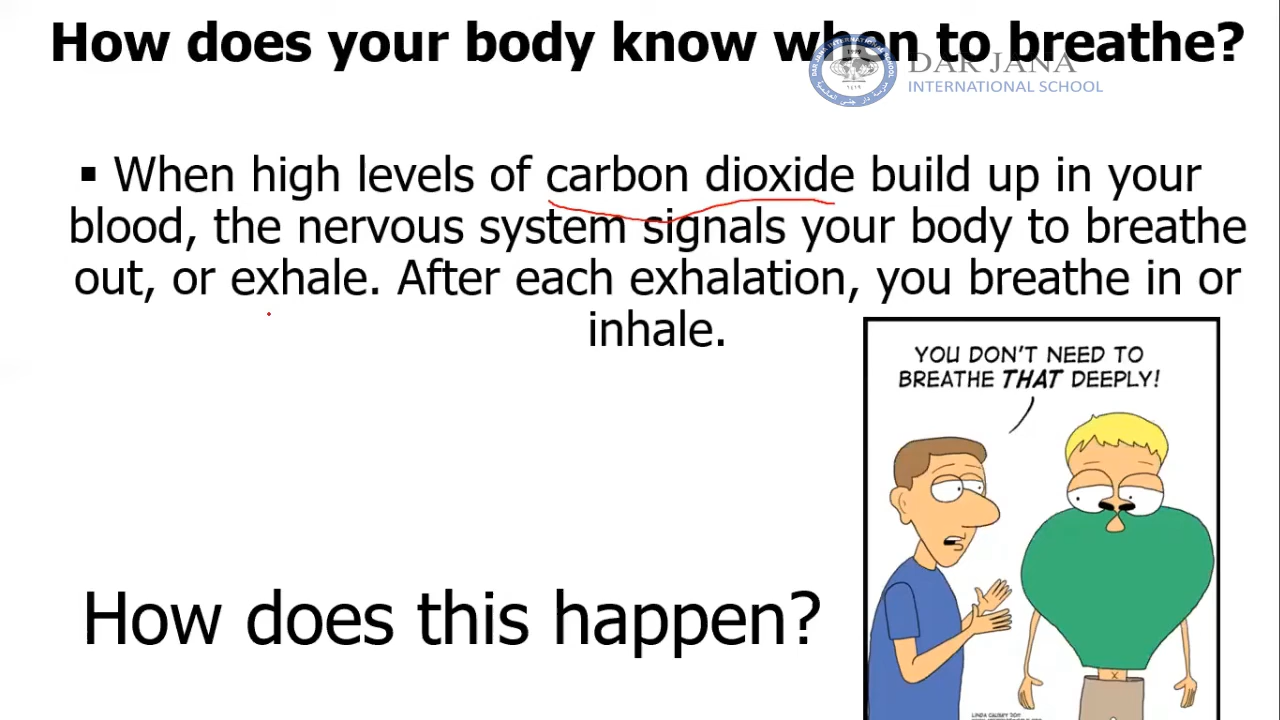 How does your body know when to breathe?
DAR JANA
INTERNATIONAL SCHOOL
▪ When high levels of carbon dioxide build up in your
blood, the nervous system signals your body to breathe
out, or exhale. After each exhalation, you breathe in or
inhale.
YOU DON'T NEED TO
BREATHE THAT DEEPLY!
How does this happen?